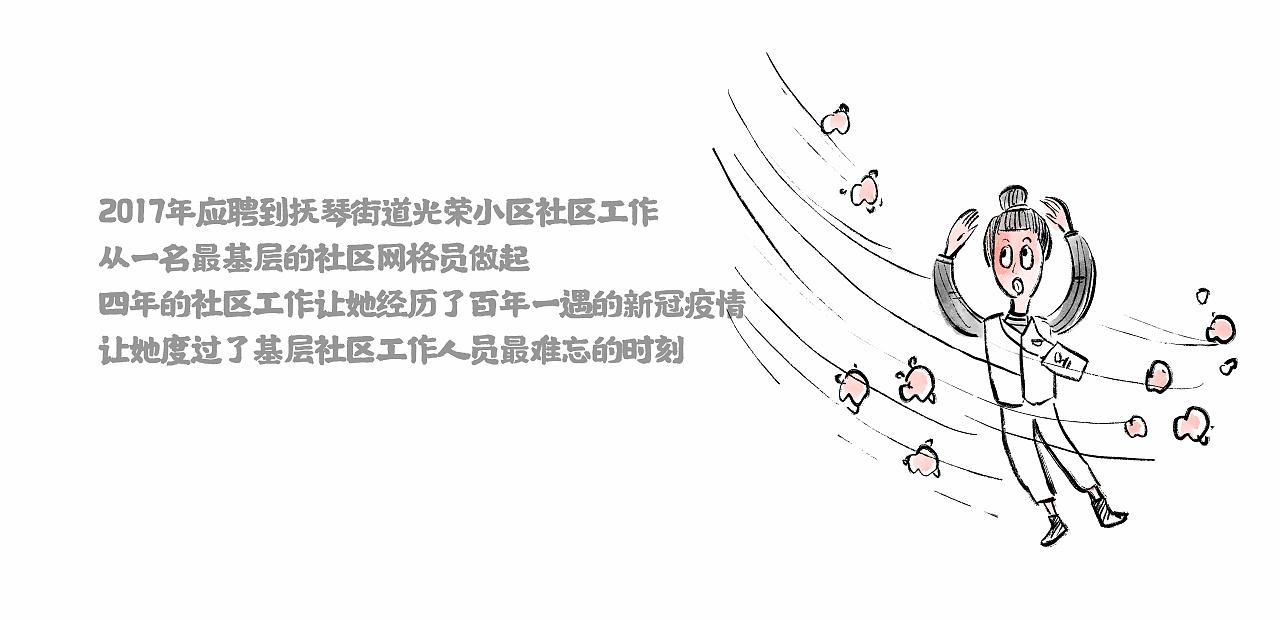 2017年应聘到抚琴街道光荣小区社区工作
从一名最基层的社区网格员做起
四年的社区工作让她经历了百年一遇的新冠疫情
让她度过了基层社区工作人员最难忘的时刻